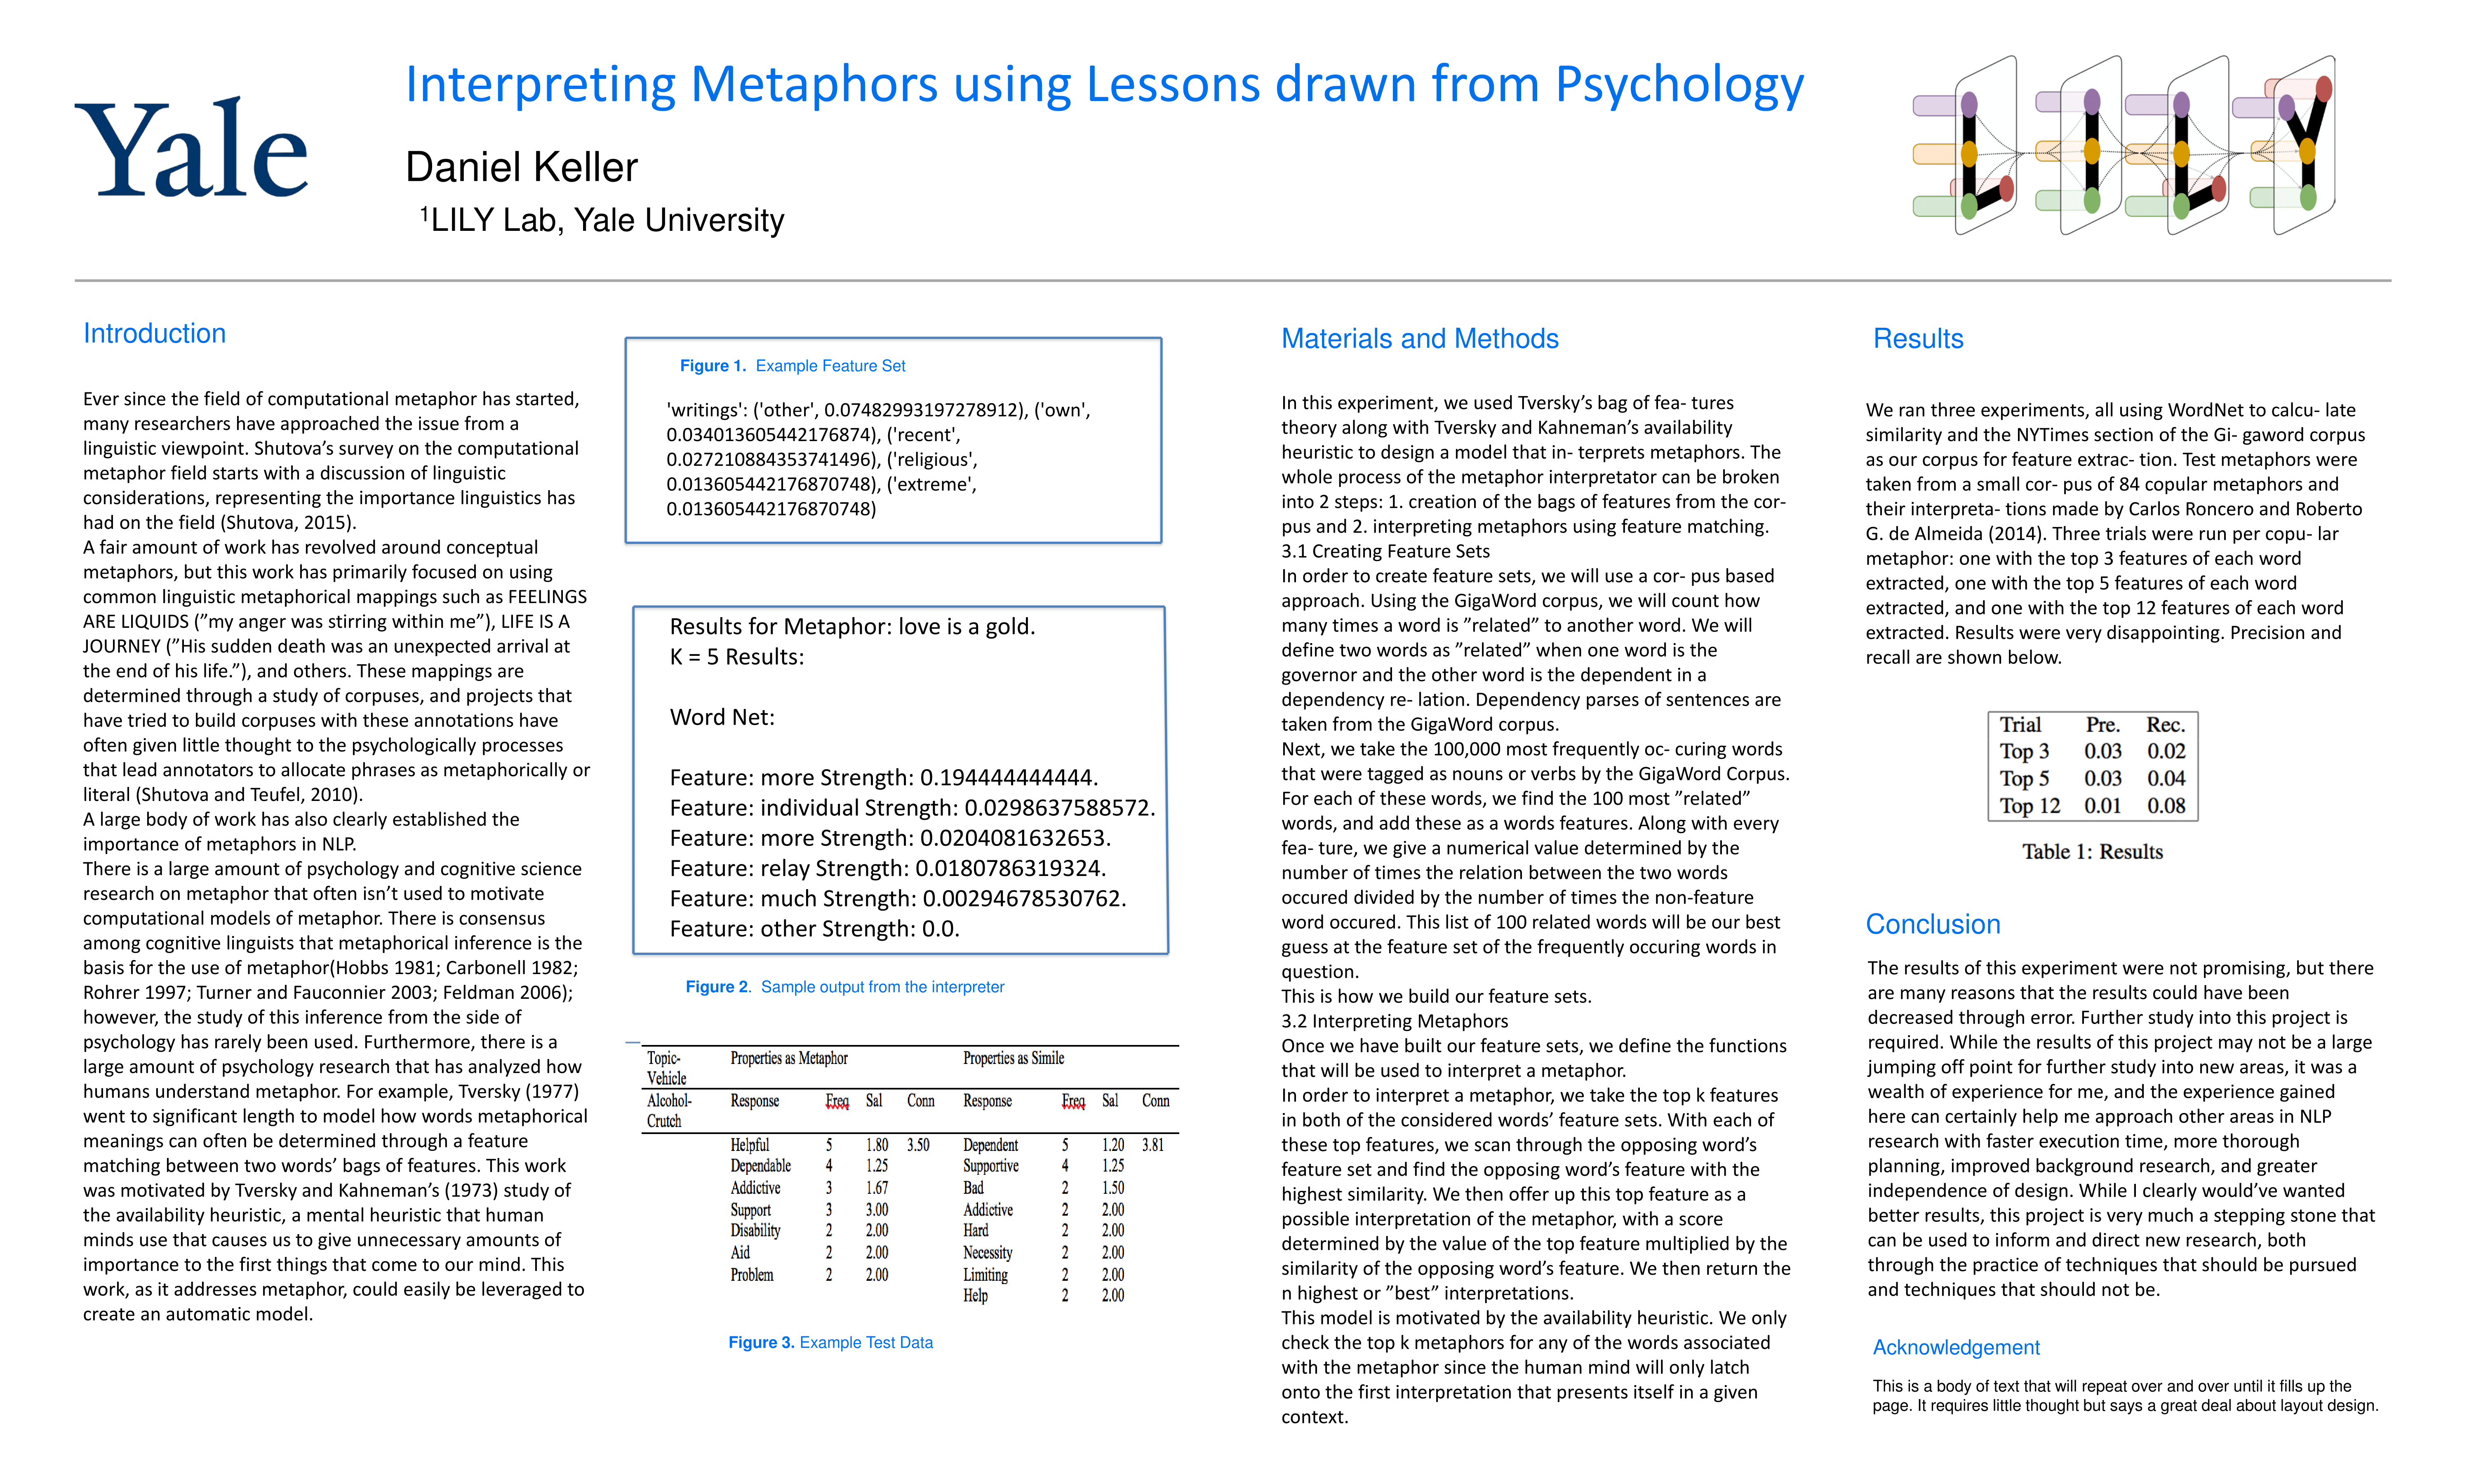 Yale
Interpreting Metaphors using Lessons drawn from Psychology
Daniel Keller
1LILY Lab, Yale University
Introduction
Ever since the field of computational metaphor has started,
many researchers have approached the issue from a
linguistic viewpoint. Shutova’s survey on the computational
metaphor field starts with a discussion of linguistic
considerations, representing the importance linguistics has
had on the field (Shutova, 2015).
A fair amount of work has revolved around conceptual
metaphors, but this work has primarily focused on using
common linguistic metaphorical mappings such as FEELINGS
ARE LIQUIDS (”my anger was stirring within me”), LIFE IS A
JOURNEY (”His sudden death was an unexpected arrival at
the end of his life.”), and others. These mappings are
determined through a study of corpuses, and projects that
have tried to build corpuses with these annotations have
often given little thought to the psychologically processes
that lead annotators to allocate phrases as metaphorically or
literal (Shutova and Teufel, 2010).
A large body of work has also clearly established the
importance of metaphors in NLP.
There is a large amount of psychology and cognitive science
research on metaphor that often isn’t used to motivate
computational models of metaphor. There is consensus
among cognitive linguists that metaphorical inference is the
basis for the use of metaphor(Hobbs 1981; Carbonell 1982;
Rohrer 1997; Turner and Fauconnier 2003; Feldman 2006);
however, the study of this inference from the side of
psychology has rarely been used. Furthermore, there is a
large amount of psychology research that has analyzed how
humans understand metaphor. For example, Tversky (1977)
went to significant length to model how words metaphorical
meanings can often be determined through a feature
matching between two words’ bags of features. This work
was motivated by Tversky and Kahneman’s (1973) study of
the availability heuristic, a mental heuristic that human
minds use that causes us to give unnecessary amounts of
importance to the first things that come to our mind. This
work, as it addresses metaphor, could easily be leveraged to
create an automatic model.
Figure 1. Example Feature Set
'writings': ('other', 0.07482993197278912), ('own',
0.034013605442176874), ('recent',
0.027210884353741496), ('religious',
0.013605442176870748), ('extreme',
0.013605442176870748)
Results for Metaphor: love is a gold.
K = 5 Results:
Word Net:
Feature: more Strength: 0.194444444444.
Feature: individual Strength: 0.0298637588572.
Feature: more Strength: 0.0204081632653.
Feature: relay Strength: 0.0180786319324.
Feature: much Strength: 0.00294678530762.
Feature: other Strength: 0.0.
Figure 2. Sample output from the interpreter
Topic- Properties as Metaphor Properties as Simile
Vehicle
Alcohol- Response Freq Sal Conn Response Freq Sal Conn
Crutch
Helpful 5 1.80 3.50 Dependent 5 1.20 3.81
Dependable 4 1.25 Supportive 4 1.25
Addictive 3 1.67 Bad 2 1.50
Support 3 3.00 Addictive 2 2.00
Disability 2 2.00 Hard 2 2.00
Aid 2 2.00 Necessity 2 2.00
Problem 2 2.00 Limiting 2 2.00
Help 2 2.00
Figure 3. Example Test Data
Materials and Methods
In this experiment, we used Tversky’s bag of fea- tures
theory along with Tversky and Kahneman’s availability
heuristic to design a model that in- terprets metaphors. The
whole process of the metaphor interpretator can be broken
into 2 steps: 1. creation of the bags of features from the cor-
pus and 2. interpreting metaphors using feature matching.
3.1 Creating Feature Sets
In order to create feature sets, we will use a cor- pus based
approach. Using the GigaWord corpus, we will count how
many times a word is ”related” to another word. We will
define two words as ”related” when one word is the
governor and the other word is the dependent in a
dependency re- lation. Dependency parses of sentences are
taken from the GigaWord corpus.
Next, we take the 100,000 most frequently oc- curing words
that were tagged as nouns or verbs by the GigaWord Corpus.
For each of these words, we find the 100 most ”related”
words, and add these as a words features. Along with every
fea- ture, we give a numerical value determined by the
number of times the relation between the two words
occured divided by the number of times the non-feature
word occured. This list of 100 related words will be our best
guess at the feature set of the frequently occuring words in
question.
This is how we build our feature sets.
3.2 Interpreting Metaphors
Once we have built our feature sets, we define the functions
that will be used to interpret a metaphor.
In order to interpret a metaphor, we take the top k features
in both of the considered words’ feature sets. With each of
these top features, we scan through the opposing word’s
feature set and find the opposing word’s feature with the
highest similarity. We then offer up this top feature as a
possible interpretation of the metaphor, with a score
determined by the value of the top feature multiplied by the
similarity of the opposing word’s feature. We then return the
n highest or ”best” interpretations.
This model is motivated by the availability heuristic. We only
check the top k metaphors for any of the words associated
with the metaphor since the human mind will only latch
onto the first interpretation that presents itself in a given
context.
Results
We ran three experiments, all using WordNet to calcu- late
similarity and the NYTimes section of the Gi- gaword corpus
as our corpus for feature extrac- tion. Test metaphors were
taken from a small cor- pus of 84 copular metaphors and
their interpreta- tions made by Carlos Roncero and Roberto
G. de Almeida (2014). Three trials were run per copu- lar
metaphor: one with the top 3 features of each word
extracted, one with the top 5 features of each word
extracted, and one with the top 12 features of each word
extracted. Results were very disappointing. Precision and
recall are shown below.
Trial Pre. Rec.
Top 3 0.03 0.02
Top 5 0.03 0.04
Top 12 0.01 0.08
Table 1: Results
Conclusion
The results of this experiment were not promising, but there
are many reasons that the results could have been
decreased through error. Further study into this project is
required. While the results of this project may not be a large
jumping off point for further study into new areas, it was a
wealth of experience for me, and the experience gained
here can certainly help me approach other areas in NLP
research with faster execution time, more thorough
planning, improved background research, and greater
independence of design. While I clearly would’ve wanted
better results, this project is very much a stepping stone that
can be used to inform and direct new research, both
through the practice of techniques that should be pursued
and techniques that should not be.
Acknowledgement
This is a body of text that will repeat over and over until it fills up the
page. It requires little thought but says a great deal about layout design.